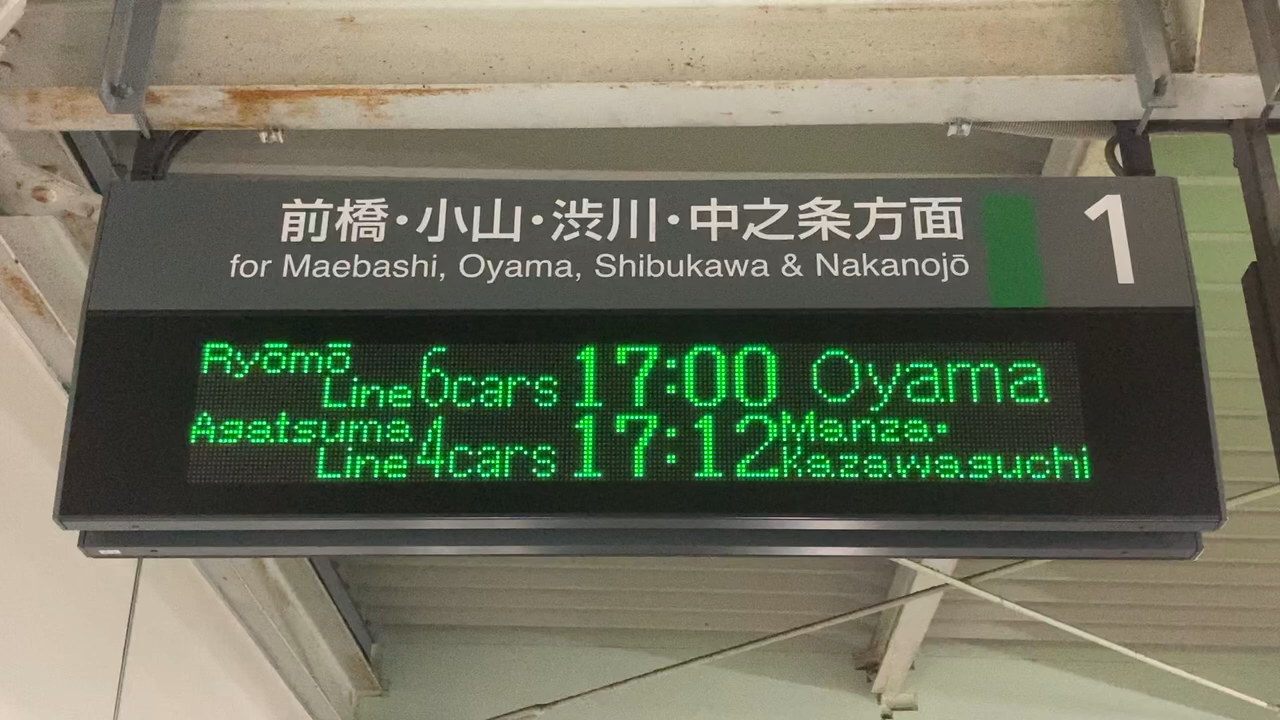 前橋・小山・渋川・中之条方面
for Maebashi, Oyama, Shibukawa & Nakanojō
1
Ryōmō Line 6cars 17:00 Oyama
Agatsuma Line 4cars 17:12 Manza・Kazawaguchi